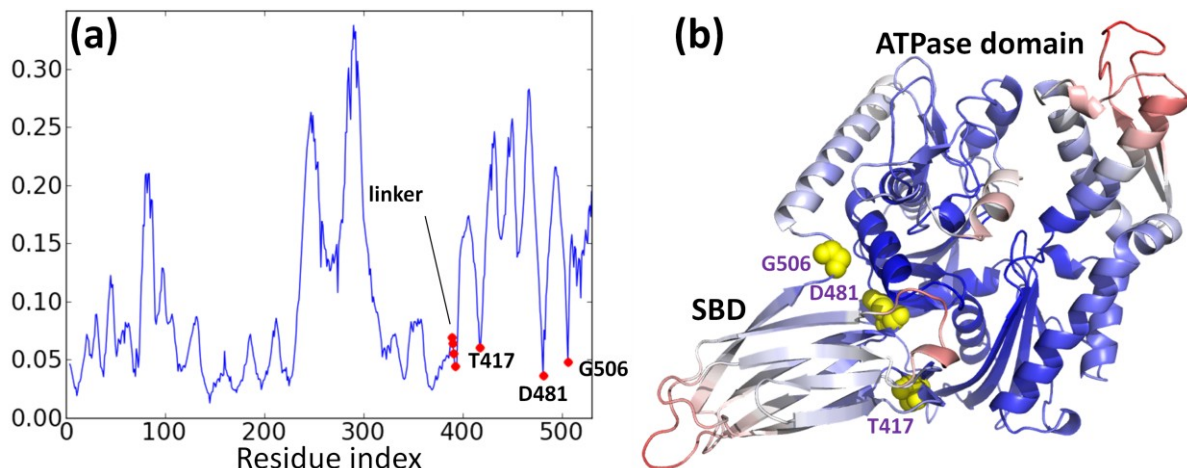 (a)
0.30
0.25
0.20
0.15
0.10
0.05
0.00
linker
T417
D481
G506
0 100 200 300 400 500
Residue index
(b)
ATPase domain
G506
D481
SBD
T417